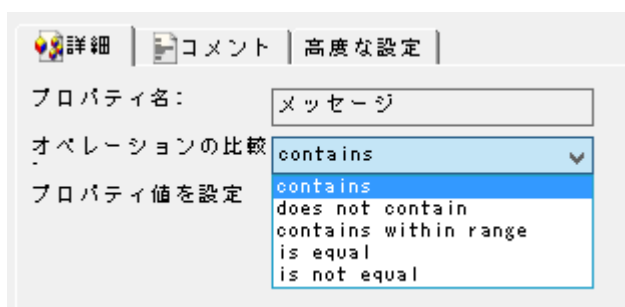 詳細 コメント 高度な設定
プロパティ名: メッセージ
オペレーションの比較 contains
プロパティ値を設定
contains
does not contain
contains within range
is equal
is not equal